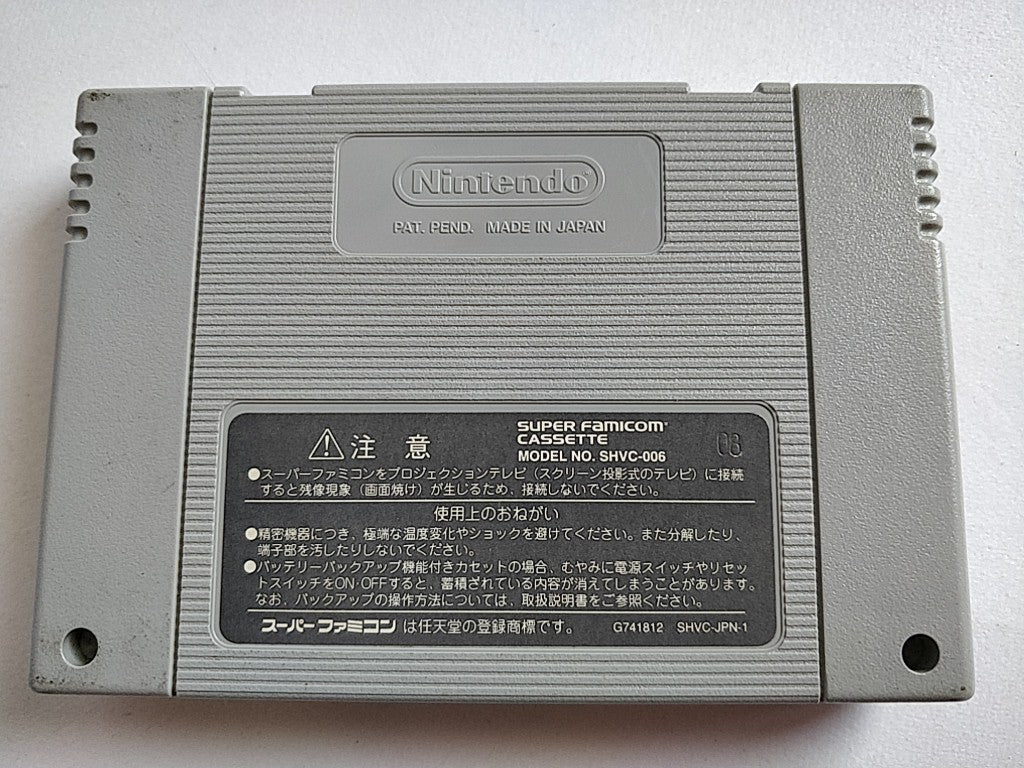 Nintendo®
PAT. PEND. MADE IN JAPAN
注 意
SUPER FAMICOM
CASSETTE
MODEL NO. SHVC-006
03
●スーパーファミコンをプロジェクションテレビ（スクリーン投影式のテレビ）に接続
すると残像現象（画面焼け）が生じるため、接続しないでください。
使用上のおねがい
●精密機器につき、極端な温度変化やショックを避けてください。また分解したり、
端子部を汚したりしないでください。
●バッテリーバックアップ機能付きカセットの場合、むやみに電源スイッチやリセッ
トスイッチをON・OFFすると、蓄積されている内容が消えてしまうことがあります。
なお、バックアップの操作方法については、取扱説明書をご参照ください。
スーパーファミコン は任天堂の登録商標です。 G741812 SHVC-JPN-1